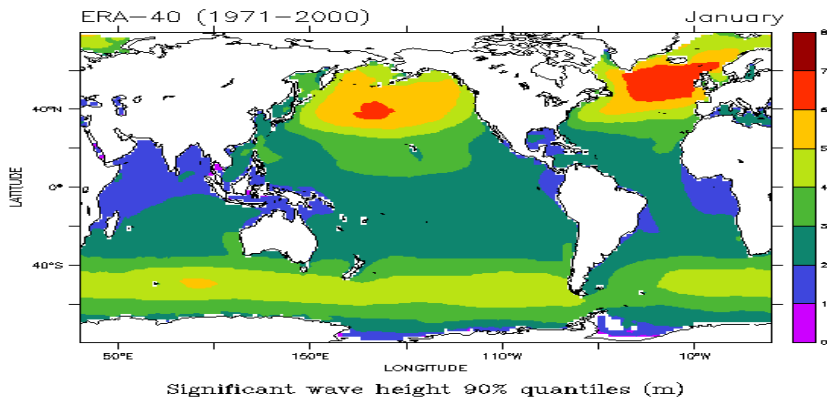 ERA−40 (1971−2000) January
8
7
6
5
4
3
2
1
0
40°N
0°
40°S
LATITUDE
50°E 150°E 110°W 10°W
LONGITUDE
Significant wave height 90% quantiles (m)